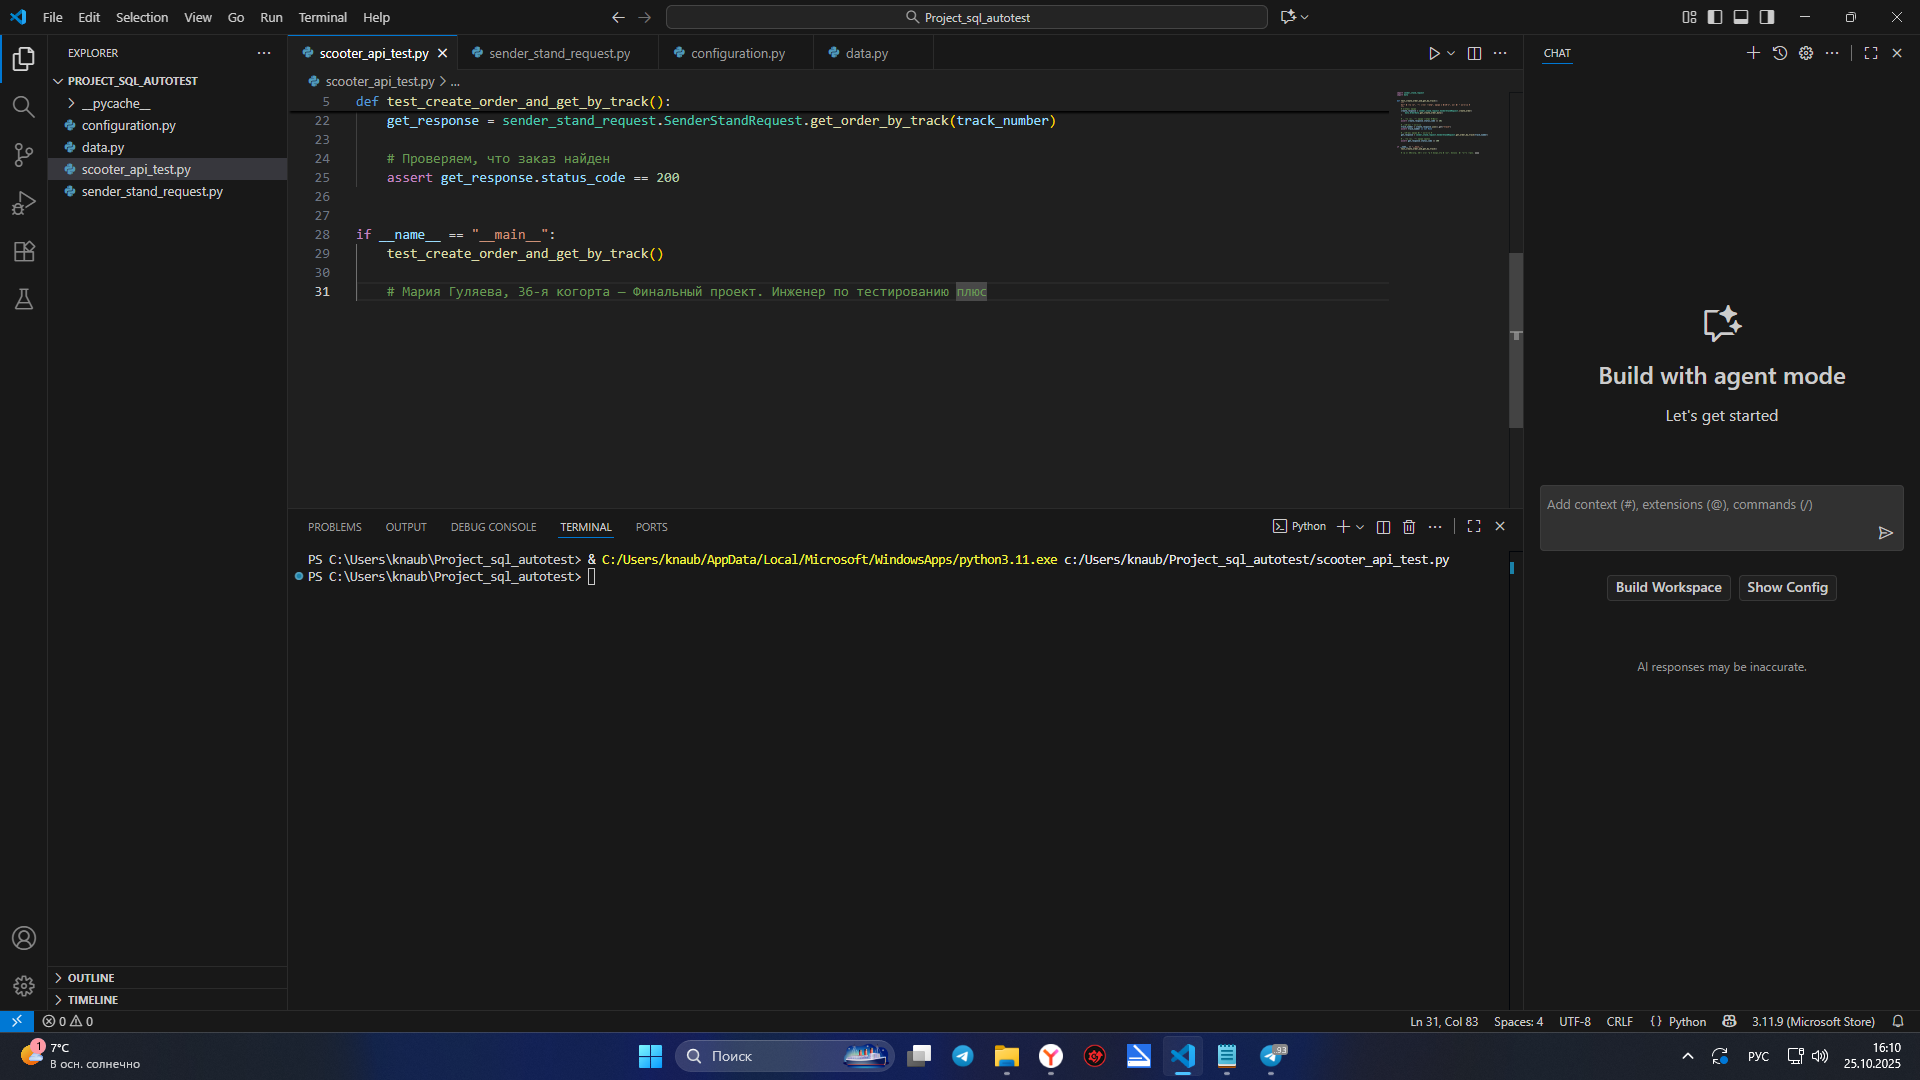 File Edit Selection View Go Run Terminal Help
Project_sql_autotest
EXPLORER
PROJECT_SQL_AUTOTEST
__pycache__
configuration.py
data.py
scooter_api_test.py
sender_stand_request.py
OUTLINE
TIMELINE
scooter_api_test.py sender_stand_request.py configuration.py data.py
scooter_api_test.py > ...
5 def test_create_order_and_get_by_track():
22 get_response = sender_stand_request.SenderStandRequest.get_order_by_track(track_number)
23
24 # Проверяем, что заказ найден
25 assert get_response.status_code == 200
26
27
28 if __name__ == "__main__":
29 test_create_order_and_get_by_track()
30
31 # Мария Гуляева, 36-я когорта — Финальный проект. Инженер по тестированию плюс
PROBLEMS OUTPUT DEBUG CONSOLE TERMINAL PORTS
Python
PS C:\Users\knaub\Project_sql_autotest> & C:/Users/knaub/AppData/Local/Microsoft/WindowsApps/python3.11.exe c:/Users/knaub/Project_sql_autotest/scooter_api_test.py
PS C:\Users\knaub\Project_sql_autotest>
CHAT
Build with agent mode
Let's get started
Add context (#), extensions (@), commands (/)
Build Workspace Show Config
AI responses may be inaccurate.
0 0
Ln 31, Col 83 Spaces: 4 UTF-8 CRLF {} Python 3.11.9 (Microsoft Store)
1
7°C
В осн. солнечно
Поиск
93
РУС
16:10
25.10.2025